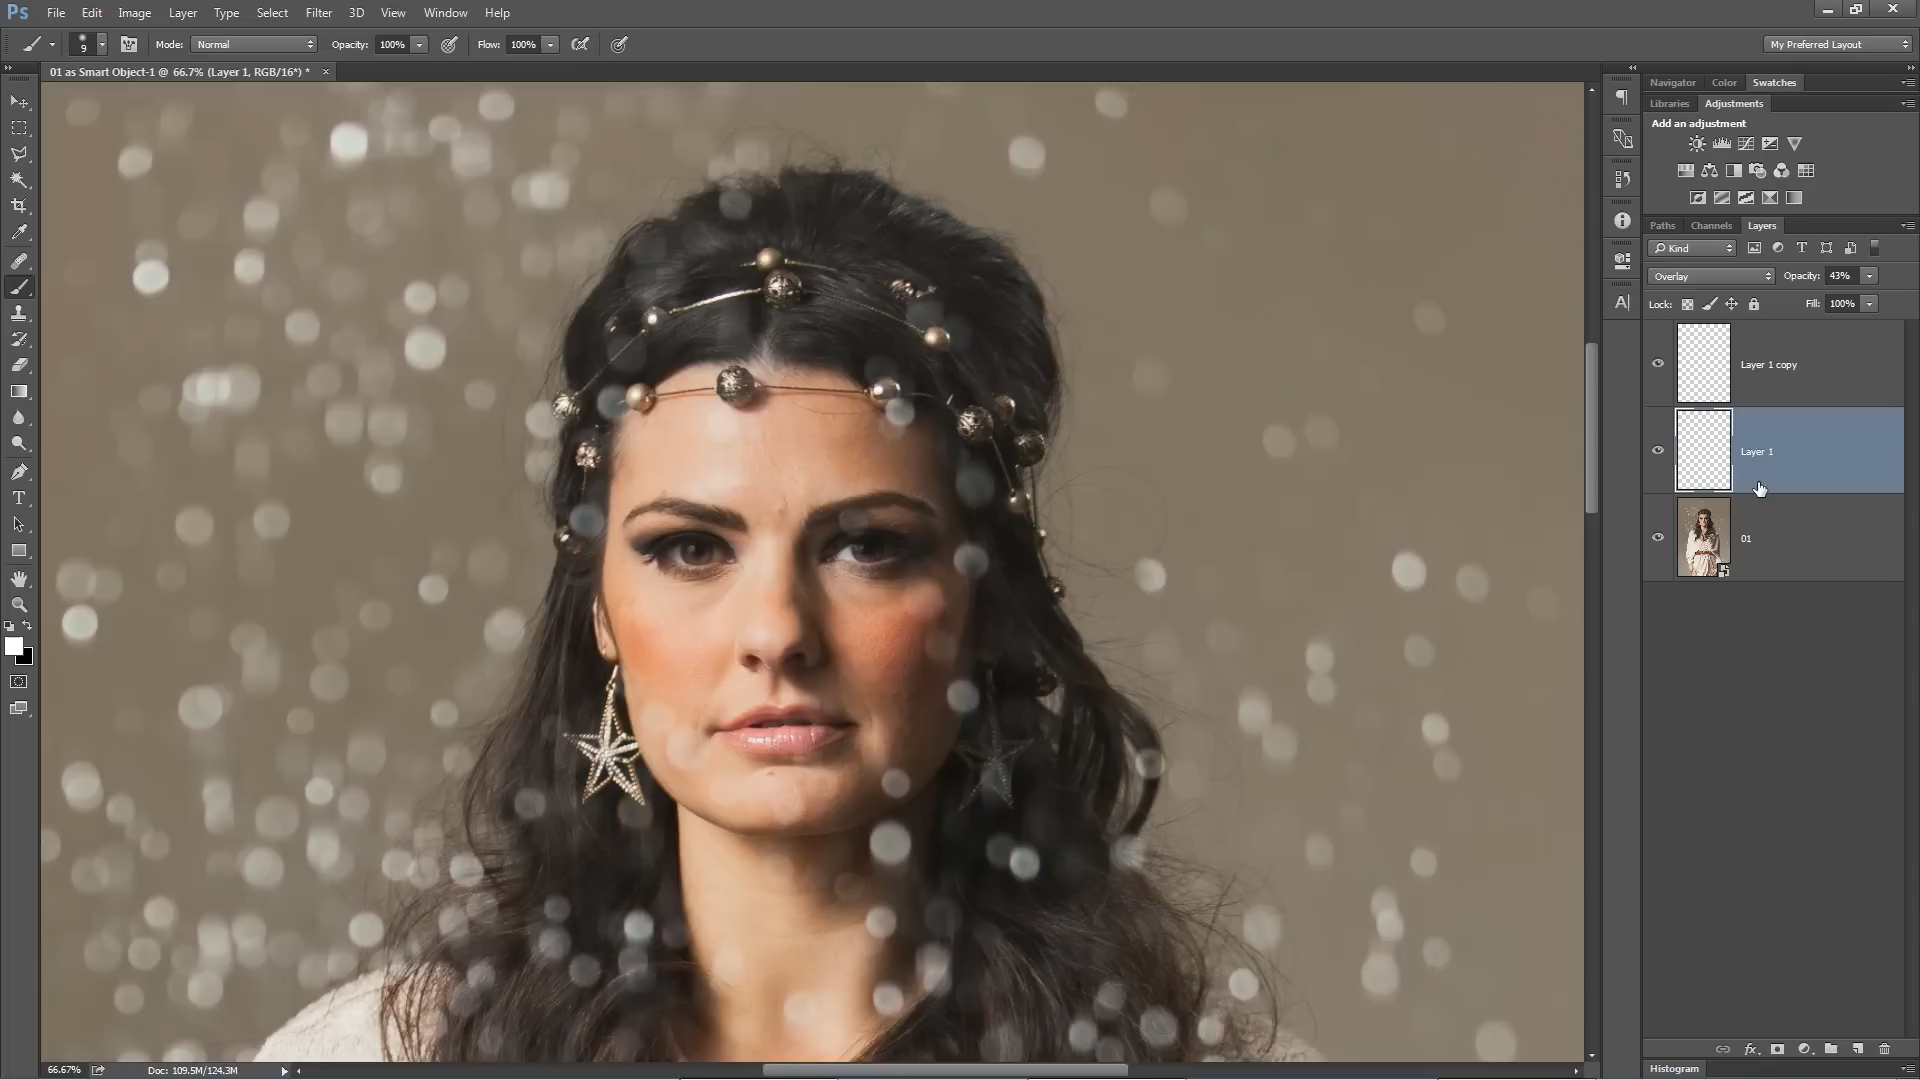 Ps File Edit Image Layer Type Select Filter 3D View Window Help
9 Mode: Normal Opacity: 100% Flow: 100% My Preferred Layout
01 as Smart Object-1 @ 66.7% (Layer 1, RGB/16*) * ×
Navigator Color Swatches
Libraries Adjustments
Add an adjustment
Paths Channels Layers
Kind
Overlay Opacity: 43%
Lock: Fill: 100%
Layer 1 copy
Layer 1
01
66.67% Doc: 109.5M/124.3M
Histogram